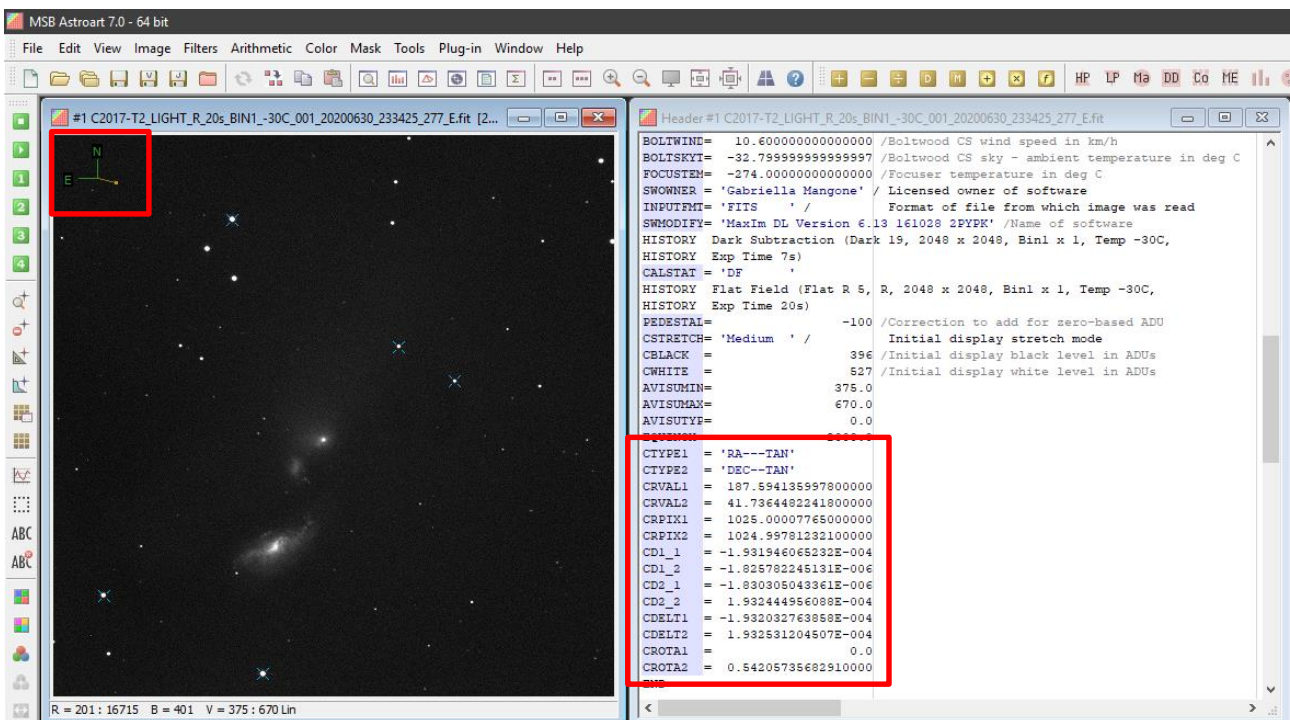 MSB Astroart 7.0 - 64 bit
File Edit View Image Filters Arithmetic Color Mask Tools Plug-in Window Help
HP LP Ma DD Co ME
#1 C2017-T2_LIGHT_R_20s_BIN1_-30C_001_20200630_233425_277_E.fit [2...
N
E
1
2
3
4
ABC
ABC
R = 201 : 16715 B = 401 V = 375 : 670 Lin
Header #1 C2017-T2_LIGHT_R_20s_BIN1_-30C_001_20200630_233425_277_E.fit
BOLTWIND= 10.600000000000000 /Boltwood CS wind speed in km/h
BOLTSKYT= -32.799999999999997 /Boltwood CS sky - ambient temperature in deg C
FOCUSTEM= -274.00000000000000 /Focuser temperature in deg C
SWOWNER = 'Gabriella Mangone' / Licensed owner of software
INPUTFMT= 'FITS ' / Format of file from which image was read
SWMODIFY= 'MaxIm DL Version 6.13 161028 2PYPK' /Name of software
HISTORY Dark Subtraction (Dark 19, 2048 x 2048, Bin1 x 1, Temp -30C,
HISTORY Exp Time 7s)
CALSTAT = 'DF '
HISTORY Flat Field (Flat R 5, R, 2048 x 2048, Bin1 x 1, Temp -30C,
HISTORY Exp Time 20s)
PEDESTAL= -100 /Correction to add for zero-based ADU
CSTRETCH= 'Medium ' / Initial display stretch mode
CBLACK = 396 /Initial display black level in ADUs
CWHITE = 527 /Initial display white level in ADUs
AVISUMIN= 375.0
AVISUMAX= 670.0
AVISUTYP= 0.0
CTYPE1 = 'RA---TAN'
CTYPE2 = 'DEC--TAN'
CRVAL1 = 187.594135997800000
CRVAL2 = 41.7364482241800000
CRPIX1 = 1025.00007765000000
CRPIX2 = 1024.99781232100000
CD1_1 = -1.931946065232E-004
CD1_2 = -1.825782245131E-006
CD2_1 = -1.830305043361E-006
CD2_2 = 1.932444956088E-004
CDELT1 = -1.932032763858E-004
CDELT2 = 1.932531204507E-004
CROTA1 = 0.0
CROTA2 = 0.54205735682910000